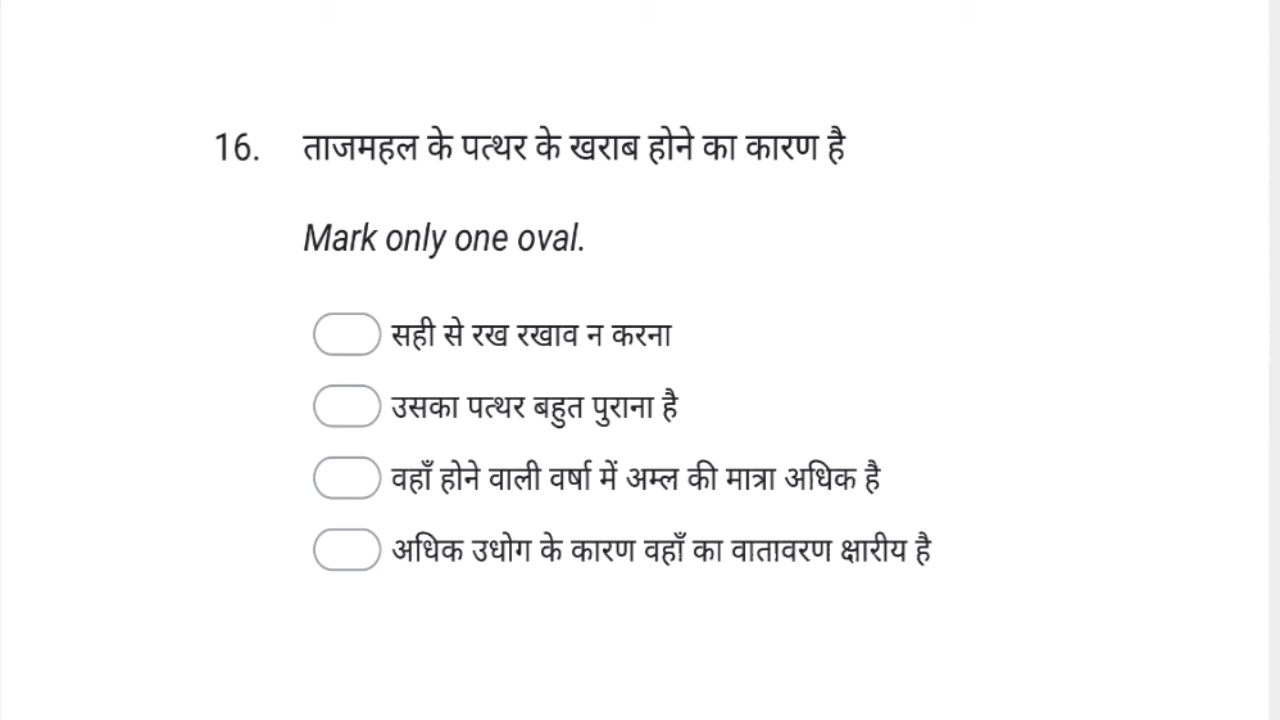 16. ताजमहल के पत्थर के खराब होने का कारण है
Mark only one oval.
सही से रख रखाव न करना
उसका पत्थर बहुत पुराना है
वहाँ होने वाली वर्षा में अम्ल की मात्रा अधिक है
अधिक उधोग के कारण वहाँ का वातावरण क्षारीय है